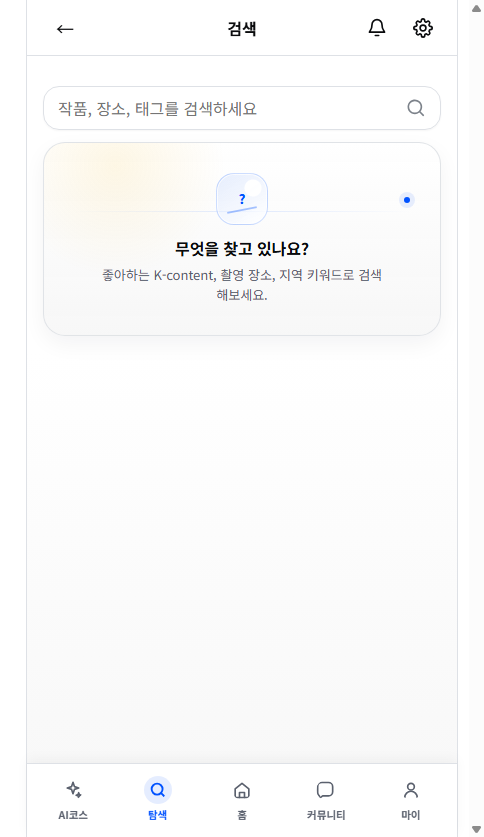 검색
작품, 장소, 태그를 검색하세요
?
무엇을 찾고 있나요?
좋아하는 K-content, 촬영 장소, 지역 키워드로 검색
해보세요.
AI코스
탐색
홈
커뮤니티
마이